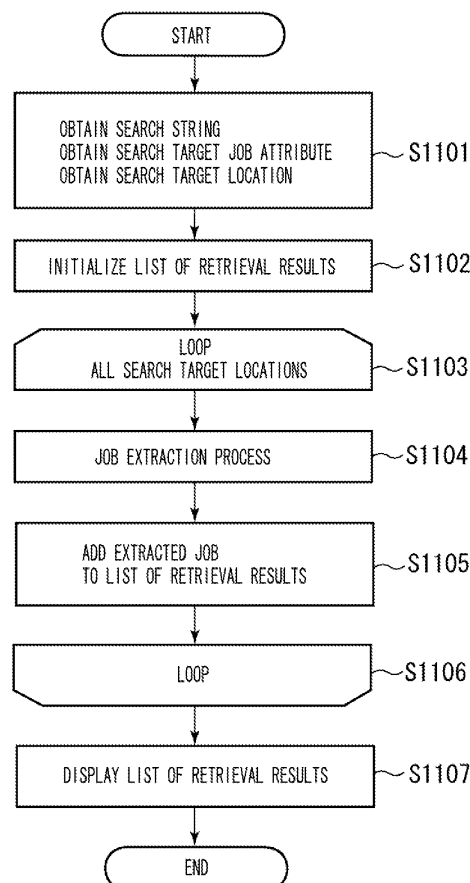 START
OBTAIN SEARCH STRING
OBTAIN SEARCH TARGET JOB ATTRIBUTE
OBTAIN SEARCH TARGET LOCATION
S1101
INITIALIZE LIST OF RETRIEVAL RESULTS
S1102
LOOP
ALL SEARCH TARGET LOCATIONS
S1103
JOB EXTRACTION PROCESS
S1104
ADD EXTRACTED JOB
TO LIST OF RETRIEVAL RESULTS
S1105
LOOP
S1106
DISPLAY LIST OF RETRIEVAL RESULTS
S1107
END